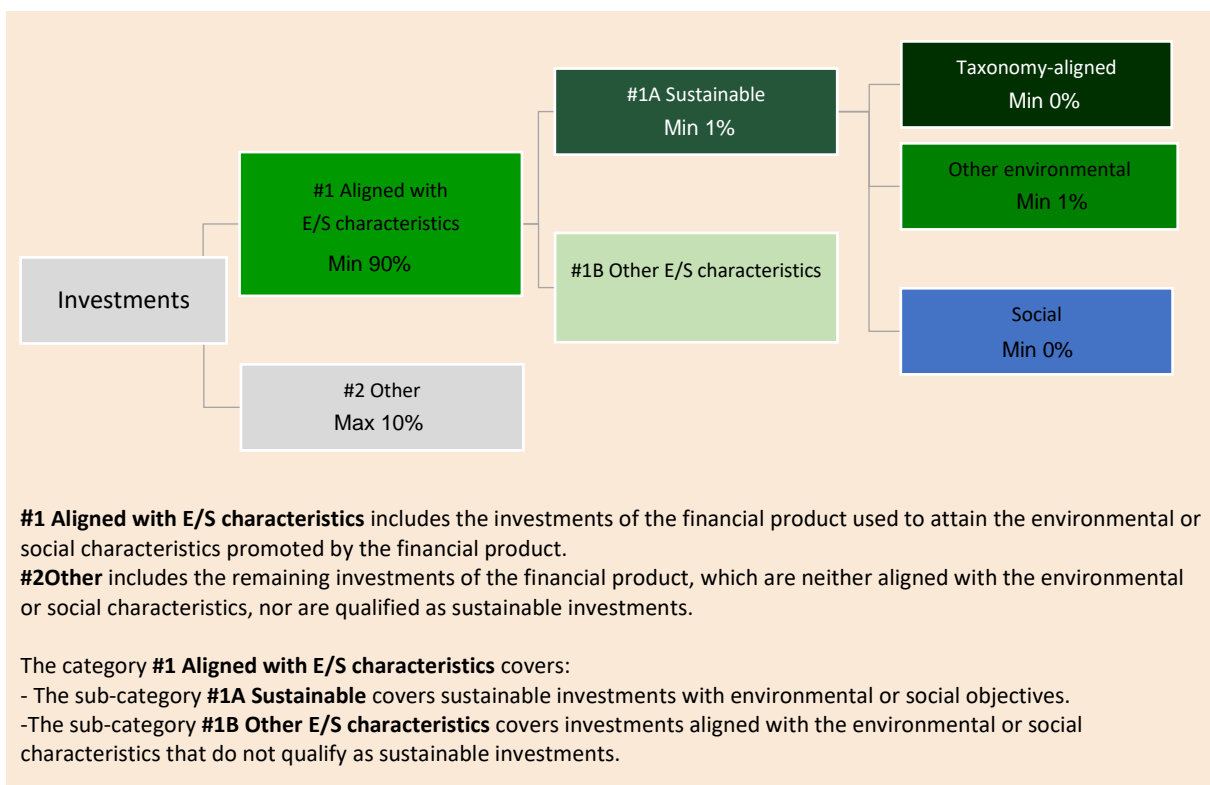 Investments
#1 Aligned with
E/S characteristics
Min 90%
#2 Other
Max 10%
#1A Sustainable
Min 1%
#1B Other E/S characteristics
Taxonomy-aligned
Min 0%
Other environmental
Min 1%
Social
Min 0%
#1 Aligned with E/S characteristics includes the investments of the financial product used to attain the environmental or
social characteristics promoted by the financial product.
#2Other includes the remaining investments of the financial product, which are neither aligned with the environmental
or social characteristics, nor are qualified as sustainable investments.
The category #1 Aligned with E/S characteristics covers:
- The sub-category #1A Sustainable covers sustainable investments with environmental or social objectives.
-The sub-category #1B Other E/S characteristics covers investments aligned with the environmental or social
characteristics that do not qualify as sustainable investments.